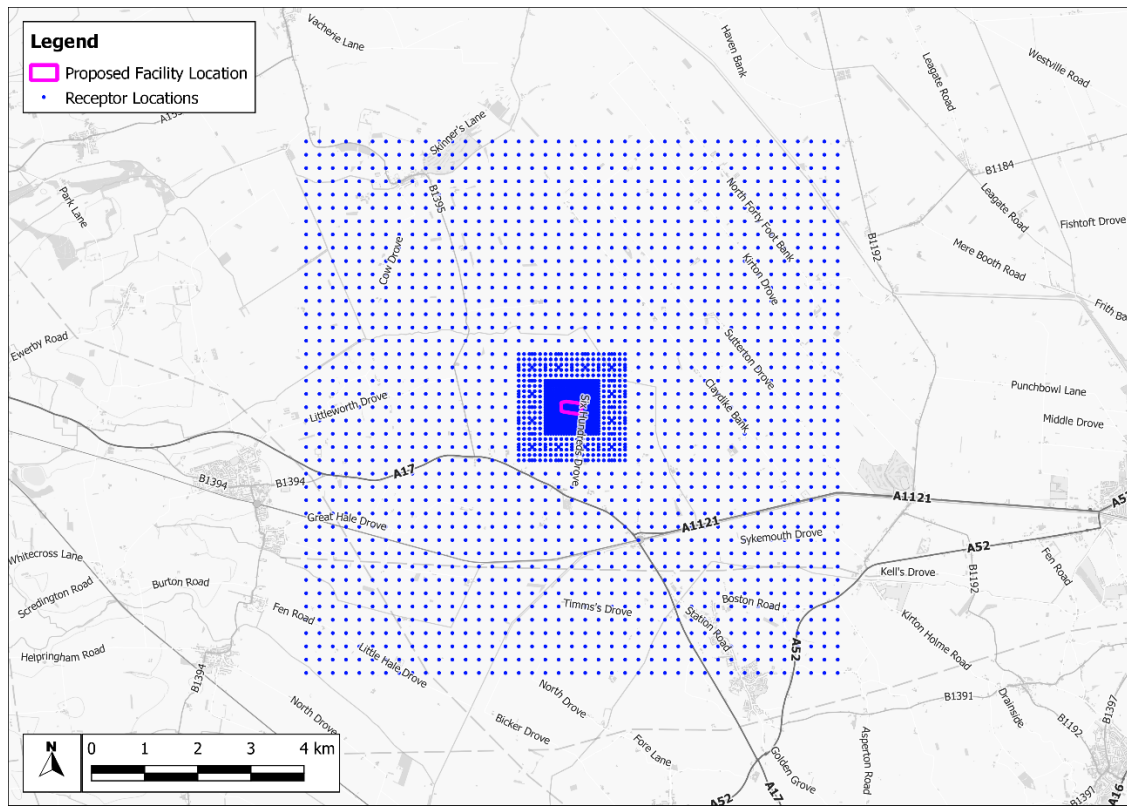 Legend
Proposed Facility Location
Receptor Locations
Vacherie Lane
Haven Bank
Westville Road
Leagate Road
Skinner's Lane
B1184
Park Lane
B1395
North Forty Foot Bank
Leagate Road
Fishtoft Drove
B1192
Mere Booth Road
Cow Drove
Kirton Drove
Ewerby Road
Sutterton Drove
Punchbowl Lane
Littleworth Drove
Claydike Bank
Six Hundreds Drove
Middle Drove
A17
B1394
B1394
A1121
Great Hale Drove
A1121
Sykemouth Drove
A52
Whitecross Lane
Burton Road
Kell's Drove
Fen Road
Scredington Road
B1192
Timms's Drove
Boston Road
Fen Road
Station Road
Kirton Holme Road
Helpringham Road
Little Hale Drove
A52
B1394
B1391
North Drove
North Drove
Drainside
B1397
Bicker Drove
B1192
Fore Lane
Golden Grove
Asperton Road
A52
A17
B1397
A16
N
0 1 2 3 4 km